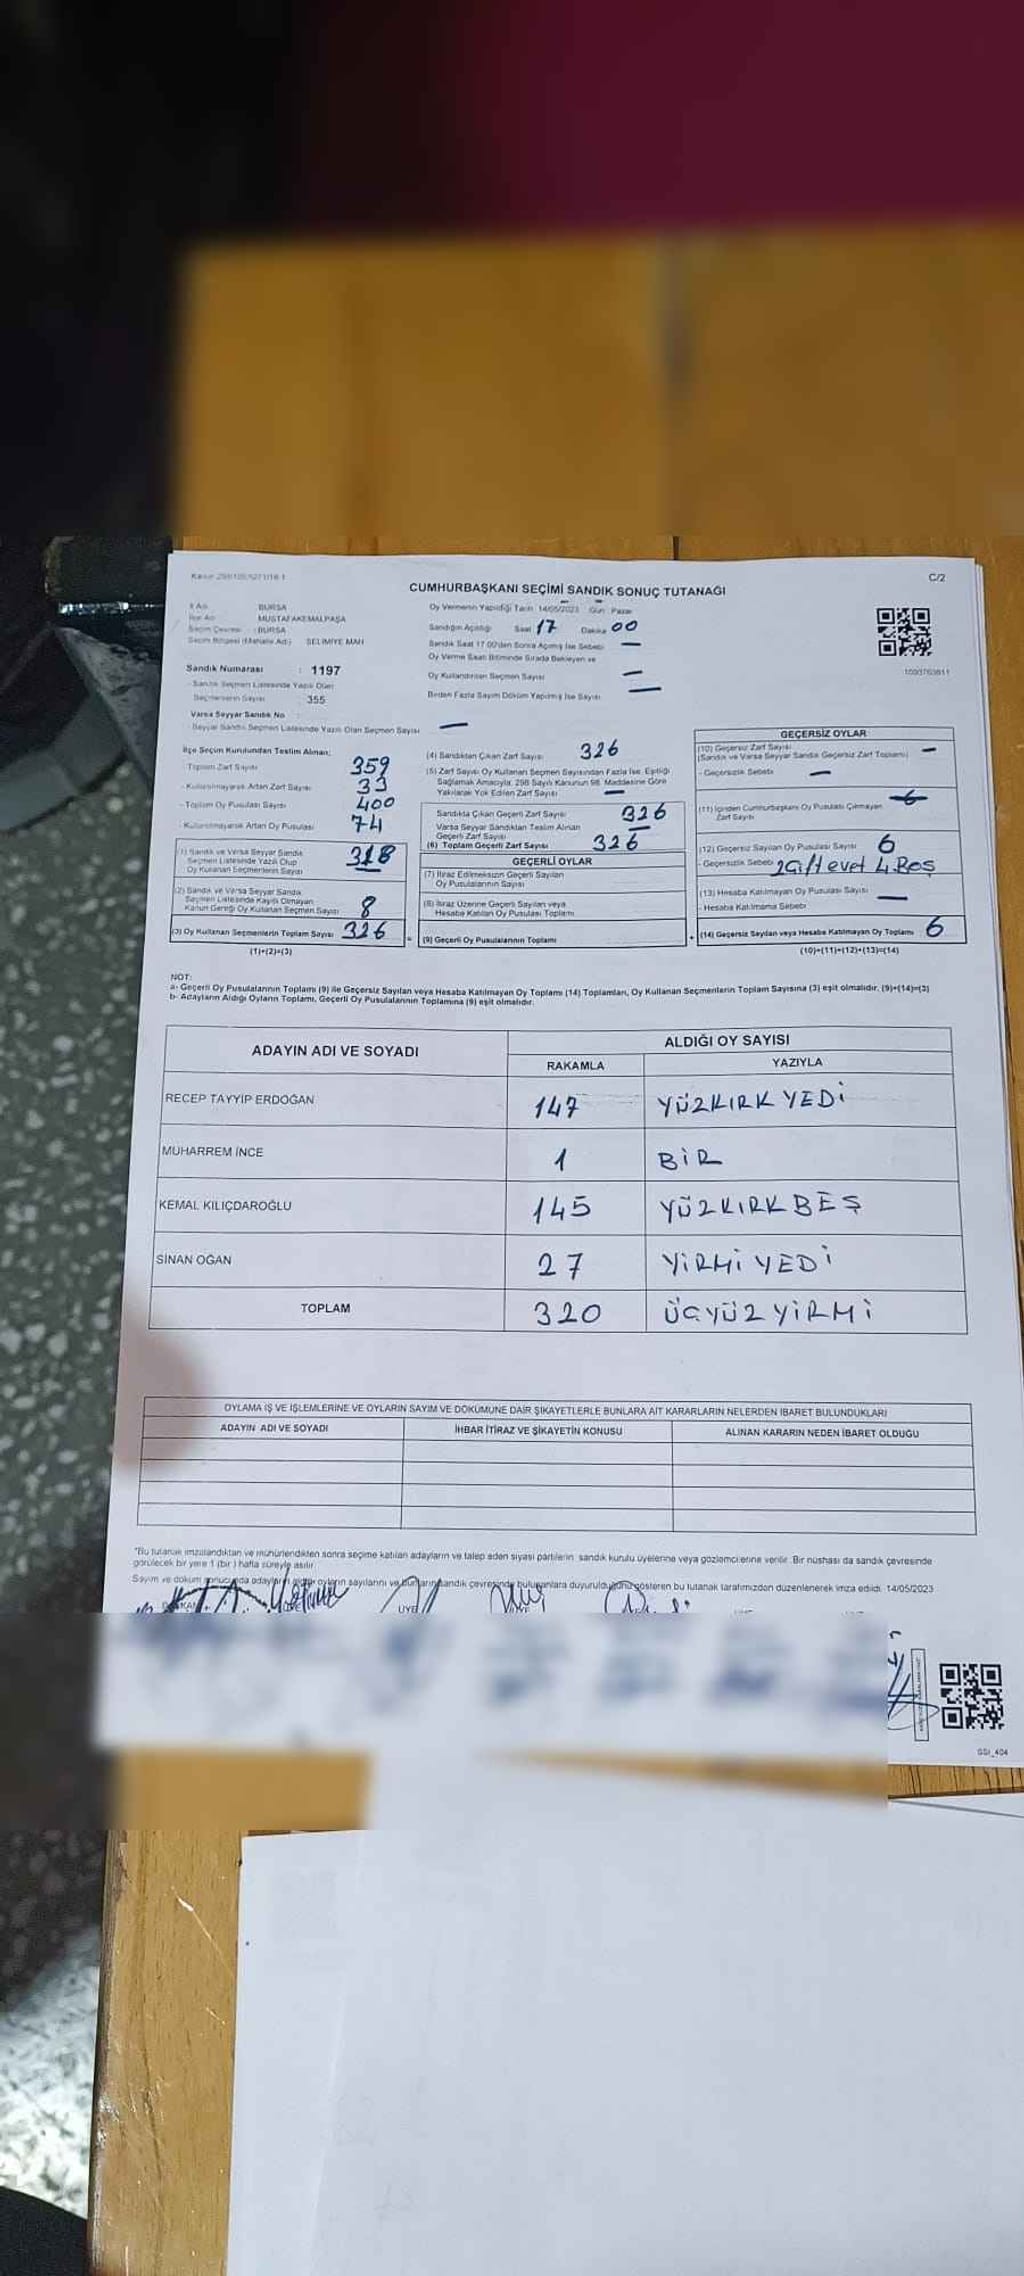 C/2
CUMHURBAŞKANI SEÇİMİ SANDIK SONUÇ TUTANAĞI
İl Adı : BURSA
İlçe Adı : MUSTAFAKEMALPAŞA
Seçim Çevresi : BURSA
Seçim Bölgesi (Mahalle Adı) : SELİMİYE MAH
Sandık Numarası : 1197
- Sandık Seçmen Listesinde Yazılı Olan
Seçmenlerin Sayısı : 355
Varsa Seyyar Sandık No :
- Seyyar Sandık Seçmen Listesinde Yazılı Olan Seçmen Sayısı —
Oy Vermenin Yapıldığı Tarih 14/05/2023 Gün Pazar
Sandığın Açıldığı Saat 17 Dakika 00
Sandık Saat 17:00'den Sonra Açılmış İse Sebebi —
Oy Verme Saati Bitiminde Sırada Bekleyen ve
Oy Kullandırılan Seçmen Sayısı —
Birden Fazla Sayım Döküm Yapılmış İse Sayısı —
İlçe Seçim Kurulundan Teslim Alınan;
- Toplam Zarf Sayısı 359
- Kullanılmayarak Artan Zarf Sayısı 33
- Toplam Oy Pusulası Sayısı 400
- Kullanılmayarak Artan Oy Pusulası 74
(1) Sandık ve Varsa Seyyar Sandık
Seçmen Listesinde Yazılı Olup
Oy Kullanan Seçmenlerin Sayısı 318
(2) Sandık ve Varsa Seyyar Sandık
Seçmen Listesinde Kayıtlı Olmayan
Kanun Gereği Oy Kullanan Seçmen Sayısı 8
(3) Oy Kullanan Seçmenlerin Toplam Sayısı 326
(1)+(2)=(3)
(4) Sandıktan Çıkan Zarf Sayısı 326
(5) Zarf Sayısı Oy Kullanan Seçmen Sayısından Fazla İse, Eşitliği
Sağlamak Amacıyla, 298 Sayılı Kanunun 98. Maddesine Göre
Yakılarak Yok Edilen Zarf Sayısı —
Sandıkta Çıkan Geçerli Zarf Sayısı 326
Varsa Seyyar Sandıktan Teslim Alınan
Geçerli Zarf Sayısı —
(6) Toplam Geçerli Zarf Sayısı 326
GEÇERLİ OYLAR
(7) İtiraz Edilmeksizin Geçerli Sayılan
Oy Pusulalarının Sayısı
(8) İtiraz Üzerine Geçerli Sayılan veya
Hesaba Katılan Oy Pusulası Toplamı
= (9) Geçerli Oy Pusulalarının Toplamı
GEÇERSİZ OYLAR
(10) Geçersiz Zarf Sayısı —
(Sandık ve Varsa Seyyar Sandık Geçersiz Zarf Toplamı)
- Geçersizlik Sebebi —
(11) İçinden Cumhurbaşkanı Oy Pusulası Çıkmayan
Zarf Sayısı
(12) Geçersiz Sayılan Oy Pusulası Sayısı 6
- Geçersizlik Sebebi 2 Çift evet 4. Boş
(13) Hesaba Katılmayan Oy Pusulası Sayısı —
- Hesaba Katılmama Sebebi
+ (14) Geçersiz Sayılan veya Hesaba Katılmayan Oy Toplamı 6
(10)+(11)+(12)+(13)=(14)
NOT:
a- Geçerli Oy Pusulalarının Toplamı (9) ile Geçersiz Sayılan veya Hesaba Katılmayan Oy Toplamı (14) Toplamları, Oy Kullanan Seçmenlerin Toplam Sayısına (3) eşit olmalıdır. (9)+(14)=(3)
b- Adayların Aldığı Oyların Toplamı, Geçerli Oy Pusulalarının Toplamına (9) eşit olmalıdır.
ADAYIN ADI VE SOYADI ALDIĞI OY SAYISI
RAKAMLA YAZIYLA
RECEP TAYYİP ERDOĞAN 147 YÜZKIRK YEDİ
MUHARREM İNCE 1 BİR
KEMAL KILIÇDAROĞLU 145 YÜZKIRKBEŞ
SİNAN OĞAN 27 YİRMİ YEDİ
TOPLAM 320 ÜÇYÜZ YİRMİ
OYLAMA İŞ VE İŞLEMLERİNE VE OYLARIN SAYIM VE DÖKÜMÜNE DAİR ŞİKAYETLERLE BUNLARA AİT KARARLARIN NELERDEN İBARET BULUNDUKLARI
ADAYIN ADI VE SOYADI İHBAR İTİRAZ VE ŞİKAYETİN KONUSU ALINAN KARARIN NEDEN İBARET OLDUĞU
*Bu tutanak imzalandıktan ve mühürlendikten sonra seçime katılan adayların ve talep eden siyasi partilerin sandık kurulu üyelerine veya gözlemcilerine verilir. Bir nüshası da sandık çevresinde
görülecek bir yere 1 (bir) hafta süreyle asılır.
Sayım ve döküm sonucunda adayların aldığı oyların sayılarını ve bunların sandık çevresinde bulunanlara duyurulduğunu gösteren bu tutanak tarafımızdan düzenlenerek imza edildi. 14/05/2023
ÜYE
GSI_404